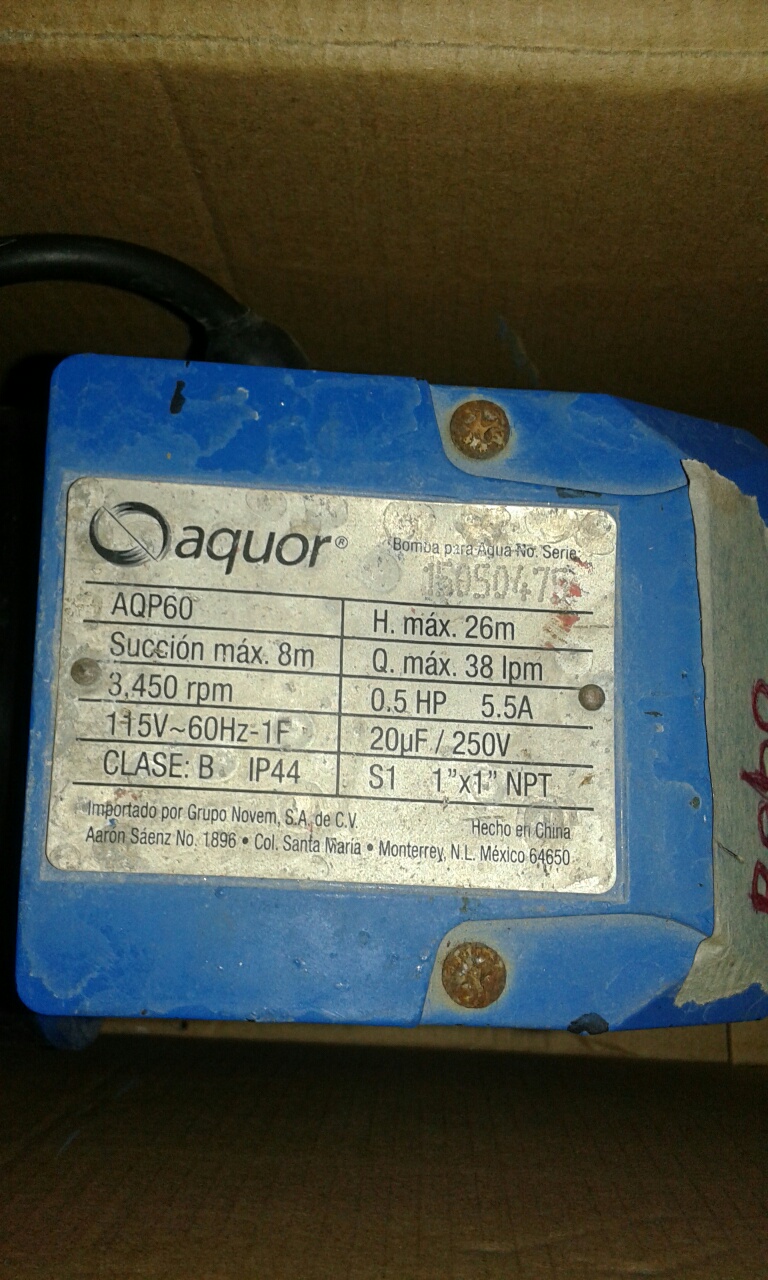 aquor®
Bomba para Agua No. Serie:
AQP60
H. máx. 26m
Succión máx. 8m
Q. máx. 38 lpm
3,450 rpm
0.5 HP 5.5A
115V~60Hz-1F
20µF / 250V
CLASE: B IP44
S1 1”x1” NPT
Importado por Grupo Novem, S.A. de C.V.
Hecho en China
Aarón Sáenz No. 1896 • Col. Santa María • Monterrey, N.L. México 64650